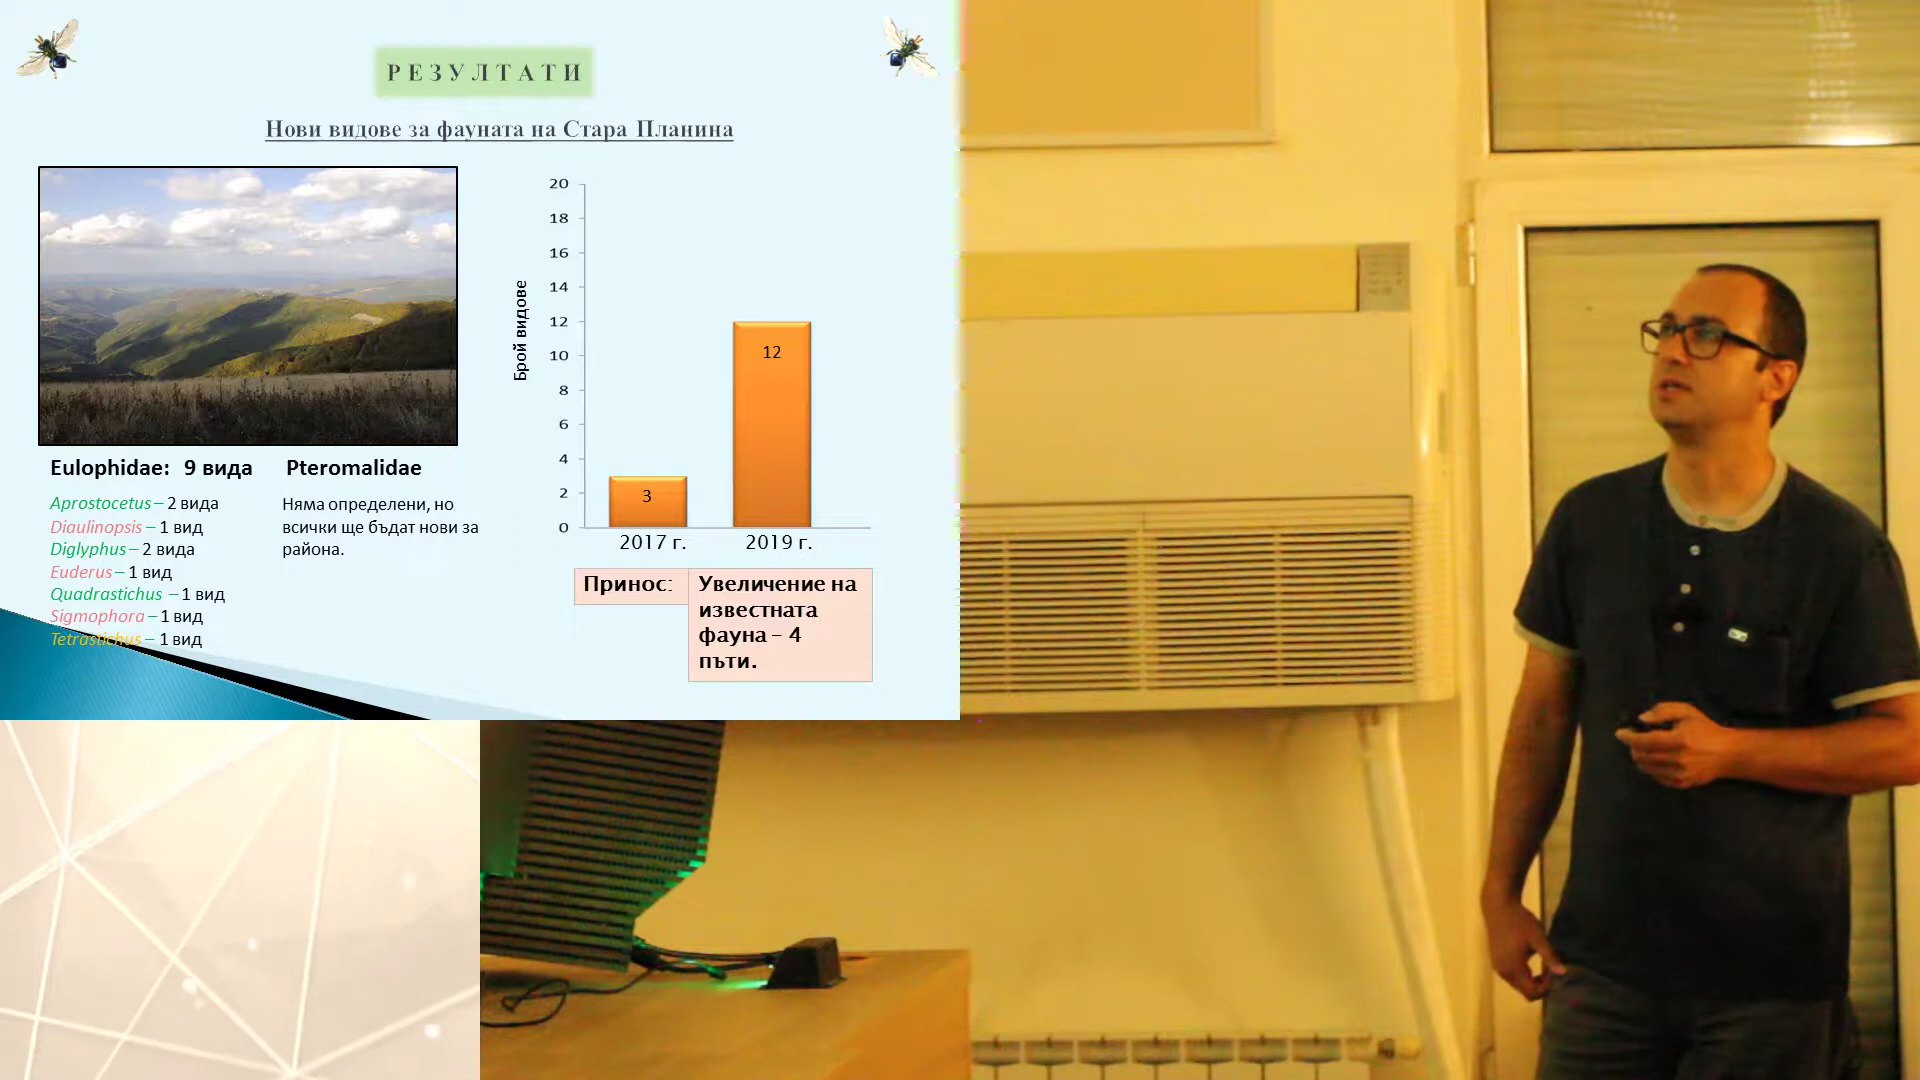 РЕЗУЛТАТИ
Нови видове за фауната на Стара Планина
Eulophidae: 9 вида
Aprostocetus – 2 вида
Diaulinopsis – 1 вид
Diglyphus – 2 вида
Euderus – 1 вид
Quadrastichus – 1 вид
Sigmophora – 1 вид
Tetrastichus – 1 вид
Pteromalidae
Няма определени, но
всички ще бъдат нови за
района.
Брой видове
20
18
16
14
12
10
8
6
4
2
0
3
12
2017 г.
2019 г.
Принос:
Увеличение на
известната
фауна – 4
пъти.